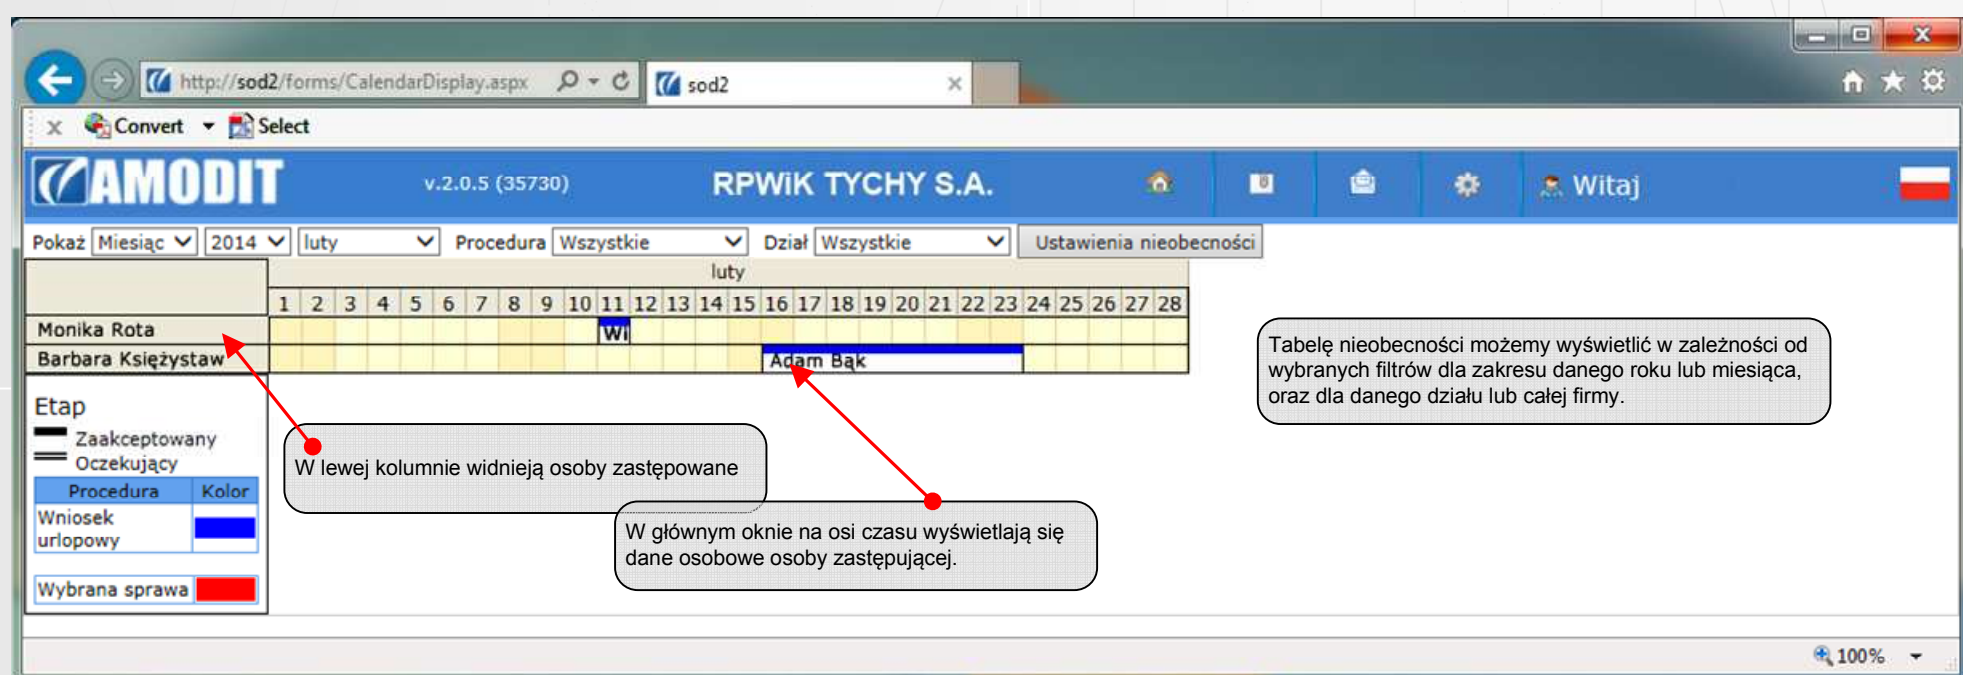 http://sod2/forms/CalendarDisplay.aspx
sod2
x Convert Select
AMODIT v.2.0.5 (35730) RPWiK TYCHY S.A. Witaj
Pokaż Miesiąc 2014 luty Procedura Wszystkie Dział Wszystkie Ustawienia nieobecności
luty
1 2 3 4 5 6 7 8 9 10 11 12 13 14 15 16 17 18 19 20 21 22 23 24 25 26 27 28
Monika Rota Wi
Barbara Księżystaw Adam Bąk
Tabelę nieobecności możemy wyświetlić w zależności od
wybranych filtrów dla zakresu danego roku lub miesiąca,
oraz dla danego działu lub całej firmy.
Etap
Zaakceptowany
Oczekujący
Procedura Kolor
Wniosek
urlopowy
Wybrana sprawa
W lewej kolumnie widnieją osoby zastępowane
W głównym oknie na osi czasu wyświetlają się
dane osobowe osoby zastępującej.
100%